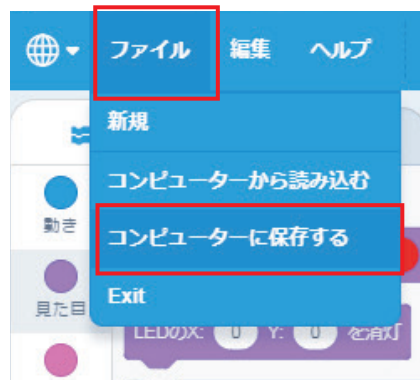 ファイル 編集 ヘルプ
新規
コンピューターから読み込む
動き
コンピューターに保存する
見た目
Exit
LEDのX: 0 Y: 0 を消灯